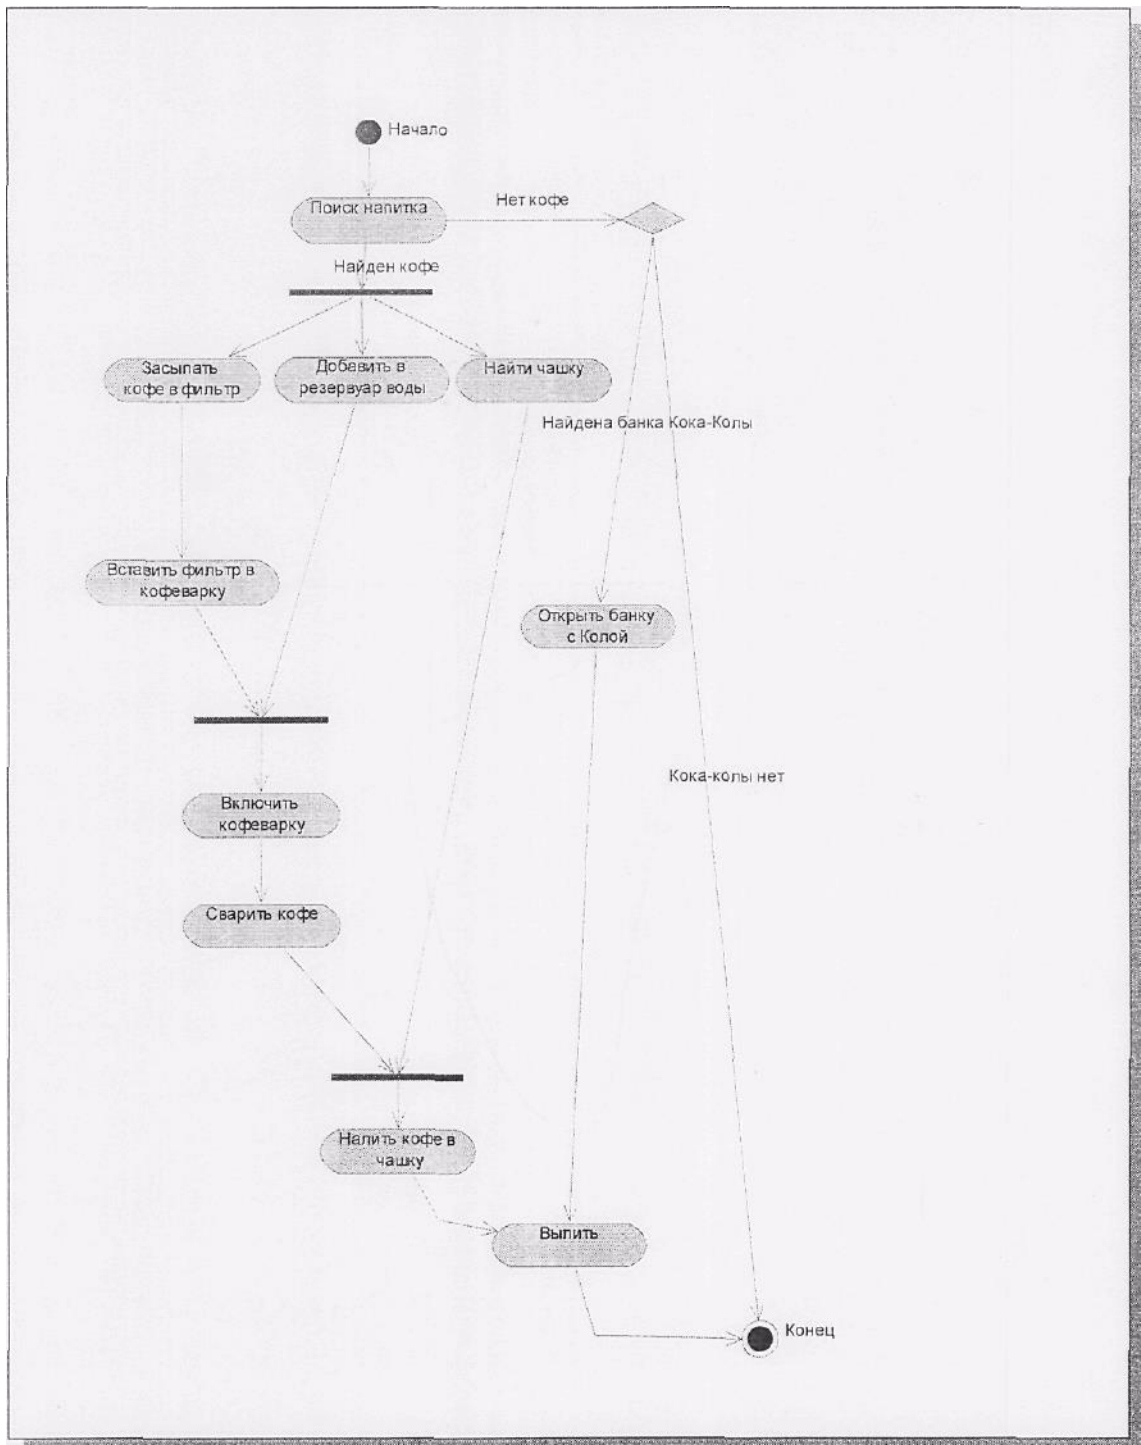 Начало
Поиск напитка
Нет кофе
Найден кофе
Засыпать
кофе в фильтр
Добавить в
резервуар воды
Найти чашку
Найдена банка Кока-Колы
Вставить фильтр в
кофеварку
Открыть банку
с Колой
Кока-колы нет
Включить
кофеварку
Сварить кофе
Налить кофе в
чашку
Выпить
Конец